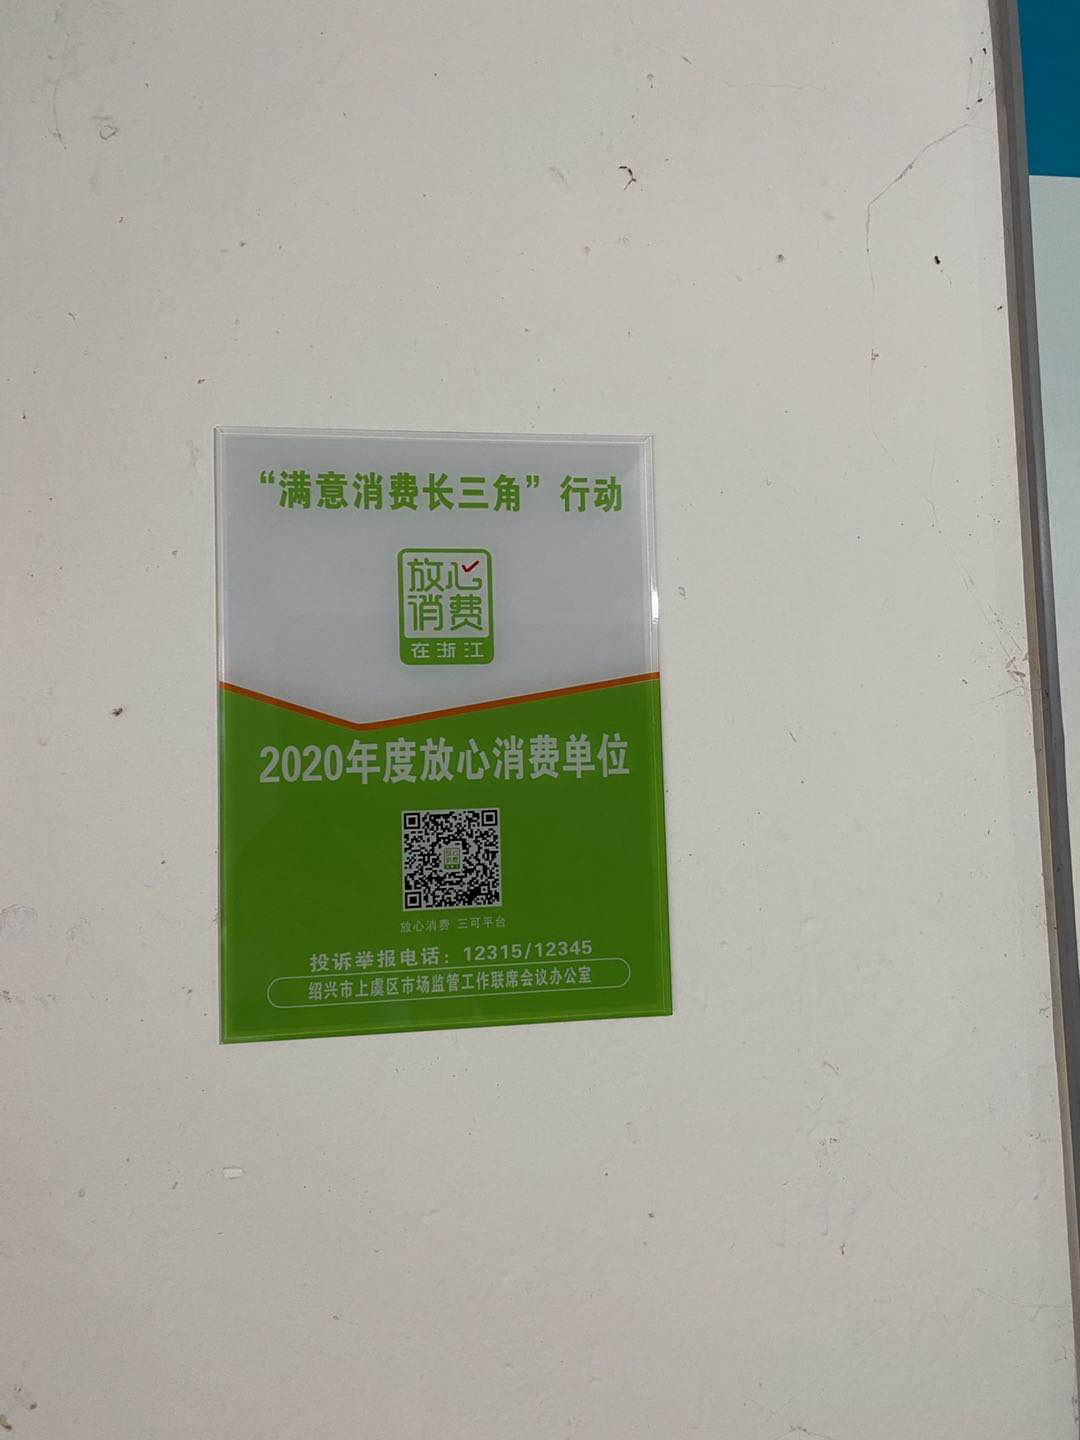 “满意消费长三角”行动
放心
消费
在浙江
2020年度放心消费单位
放心消费 三可平台
投诉举报电话：12315/12345
绍兴市上虞区市场监管工作联席会议办公室